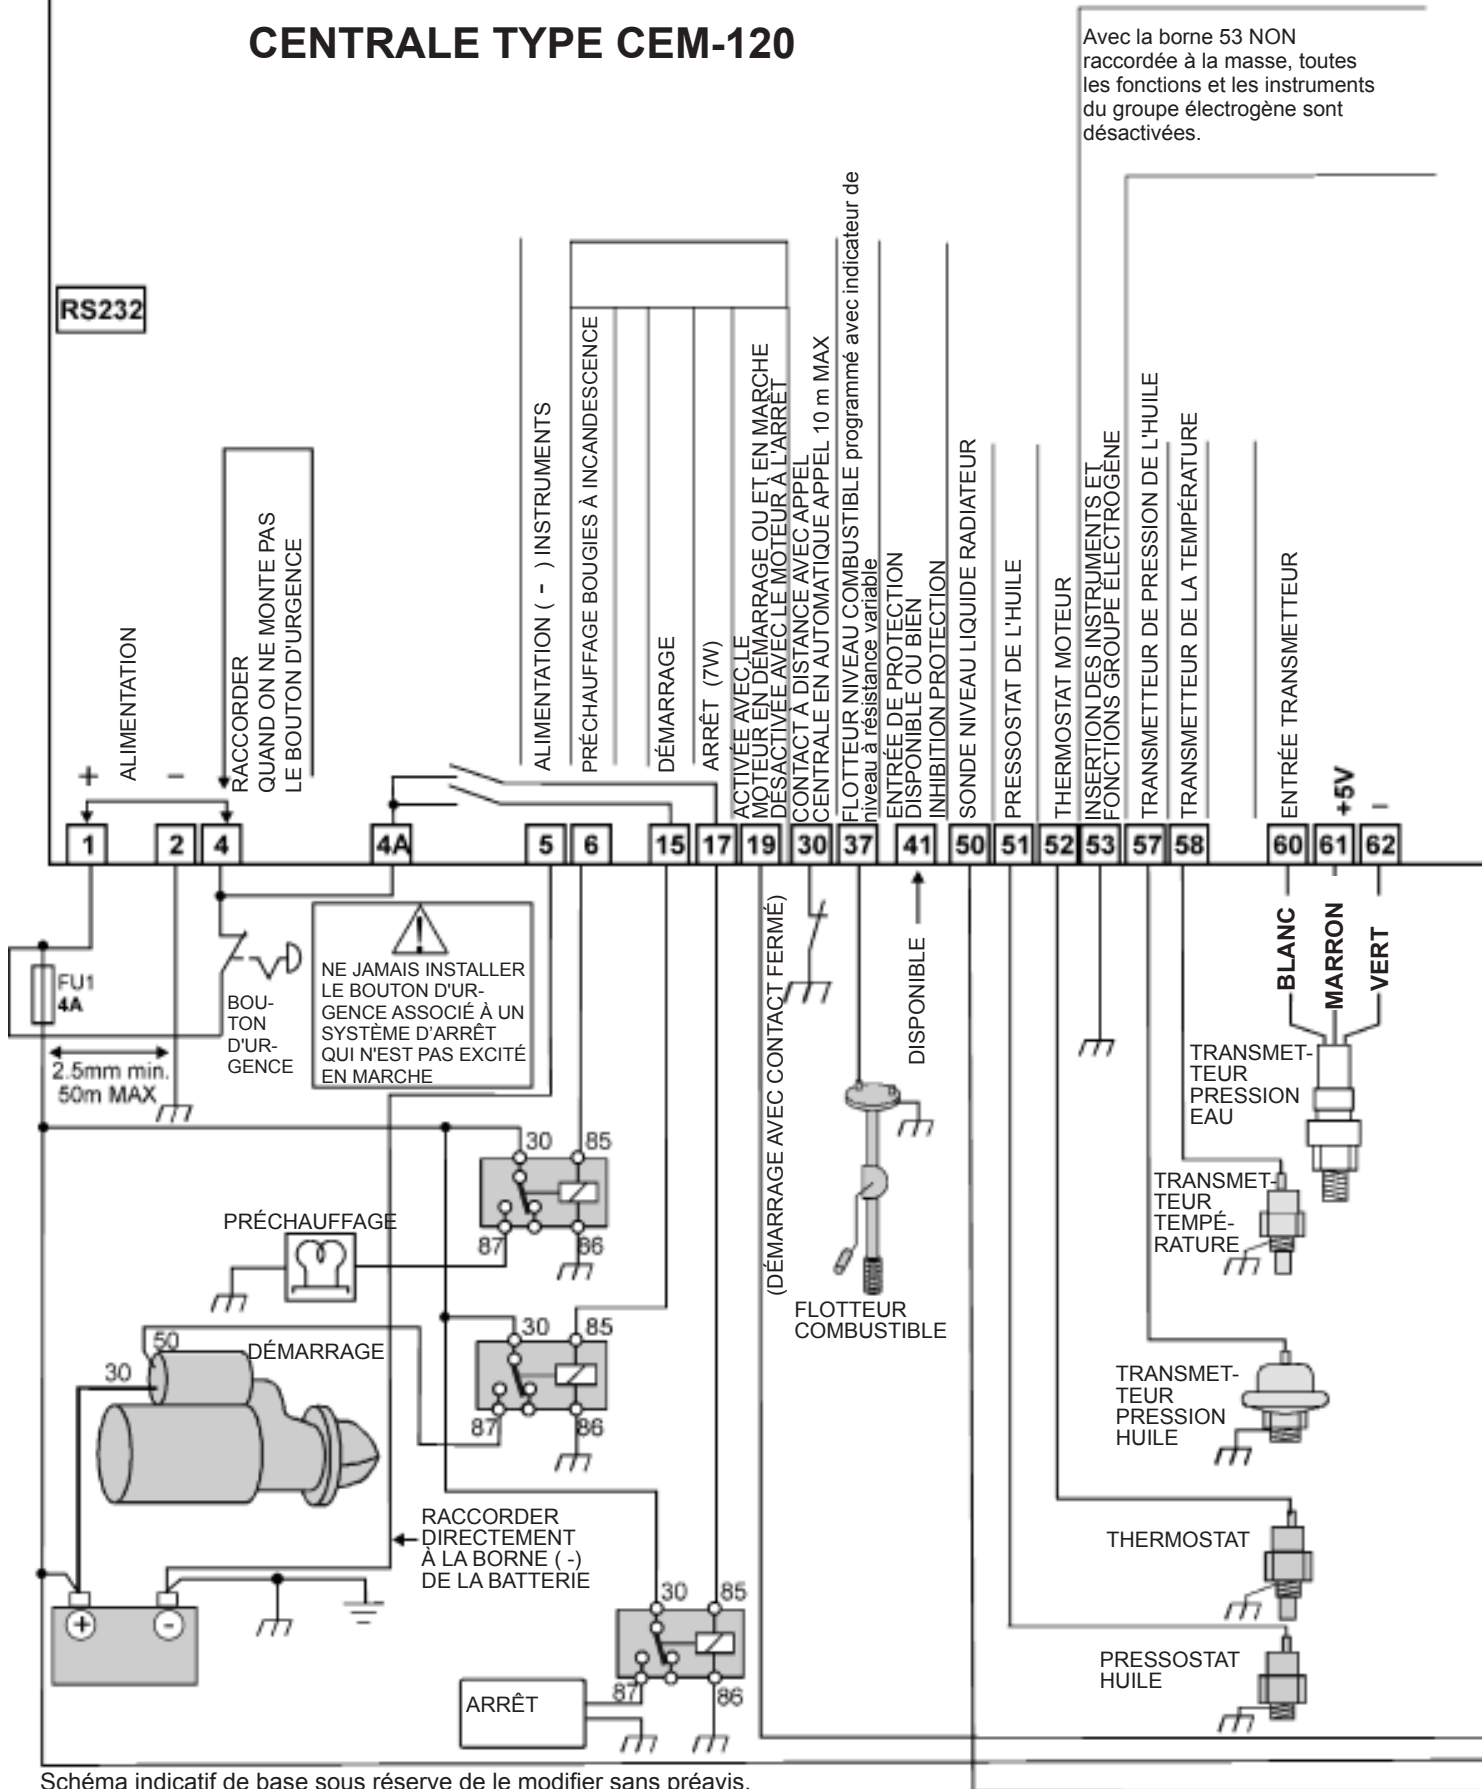 CENTRALE TYPE CEM-120
Avec la borne 53 NON
raccordée à la masse, toutes
les fonctions et les instruments
du groupe électrogène sont
désactivées.
RS232
+
ALIMENTATION
−
RACCORDER
QUAND ON NE MONTE PAS
LE BOUTON D'URGENCE
ALIMENTATION ( - ) INSTRUMENTS
PRÉCHAUFFAGE BOUGIES À INCANDESCENCE
DÉMARRAGE
ARRÊT (7W)
ACTIVÉE AVEC LE
MOTEUR EN DÉMARRAGE OU ET EN MARCHE
DÉSACTIVÉE AVEC LE MOTEUR À L'ARRÊT
CONTACT À DISTANCE AVEC APPEL
CENTRALE EN AUTOMATIQUE APPEL 10 m MAX
FLOTTEUR NIVEAU COMBUSTIBLE programmé avec indicateur de
niveau à résistance variable
ENTRÉE DE PROTECTION
DISPONIBLE OU BIEN
INHIBITION PROTECTION
SONDE NIVEAU LIQUIDE RADIATEUR
PRESSOSTAT DE L'HUILE
THERMOSTAT MOTEUR
INSERTION DES INSTRUMENTS ET
FONCTIONS GROUPE ÉLECTROGÈNE
TRANSMETTEUR DE PRESSION DE L'HUILE
TRANSMETTEUR DE LA TEMPÉRATURE
ENTRÉE TRANSMETTEUR
+5V
−
1 2 4 4A 5 6 15 17 19 30 37 41 50 51 52 53 57 58 60 61 62
FU1
4A
BOU-
TON
D'UR-
GENCE
NE JAMAIS INSTALLER
LE BOUTON D'UR-
GENCE ASSOCIÉ À UN
SYSTÈME D'ARRÊT
QUI N'EST PAS EXCITÉ
EN MARCHE
2.5mm min.
50m MAX
(DÉMARRAGE AVEC CONTACT FERMÉ)
DISPONIBLE
BLANC
MARRON
VERT
TRANSMET-
TEUR
PRESSION
EAU
30 85
87 86
PRÉCHAUFFAGE
TRANSMET-
TEUR
TEMPÉ-
RATURE
FLOTTEUR
COMBUSTIBLE
30 85
87 86
50
30
DÉMARRAGE
TRANSMET-
TEUR
PRESSION
HUILE
RACCORDER
DIRECTEMENT
À LA BORNE ( -)
DE LA BATTERIE
THERMOSTAT
+ -
30 85
87 86
ARRÊT
PRESSOSTAT
HUILE
Schéma indicatif de base sous réserve de le modifier sans préavis.